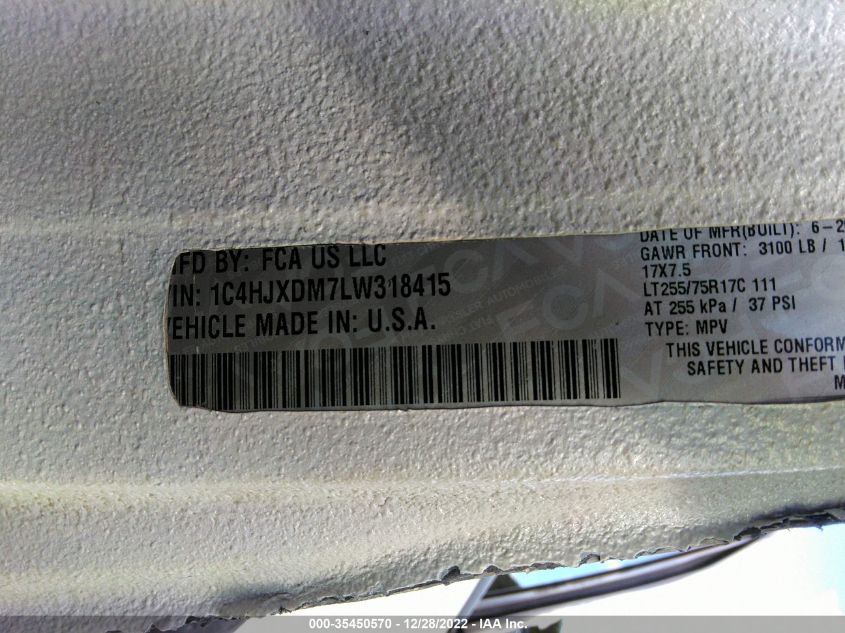 MFD BY: FCA US LLC
VIN: 1C4HJXDM7LW318415
VEHICLE MADE IN: U.S.A.
DATE OF MFR(BUILT): 6-2
GAWR FRONT: 3100 LB / 1
17X7.5
LT255/75R17C 111
AT 255 kPa / 37 PSI
TYPE: MPV
THIS VEHICLE CONFORM
SAFETY AND THEFT
M
000-35450570 - 12/28/2022 - IAA Inc.